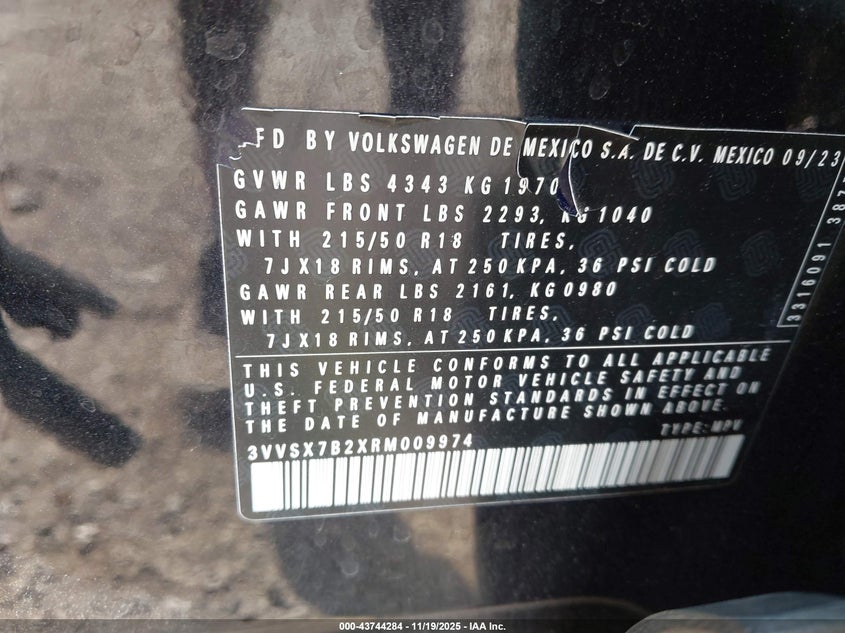 FD BY VOLKSWAGEN DE MEXICO S.A. DE C.V. MEXICO 09/23
GVWR LBS 4343 KG 1970
GAWR FRONT LBS 2293, KG 1040
WITH 215/50 R18 TIRES,
7JX18 RIMS, AT 250 KPA, 36 PSI COLD
GAWR REAR LBS 2161, KG 0980
WITH 215/50 R18 TIRES,
7JX18 RIMS, AT 250 KPA, 36 PSI COLD
THIS VEHICLE CONFORMS TO ALL APPLICABLE
U.S. FEDERAL MOTOR VEHICLE SAFETY AND
THEFT PREVENTION STANDARDS IN EFFECT ON
THE DATE OF MANUFACTURE SHOWN ABOVE.
3VVSX7B2XRM009974 TYPE: MPV
3316091
000-43744284 - 11/19/2025 - IAA Inc.